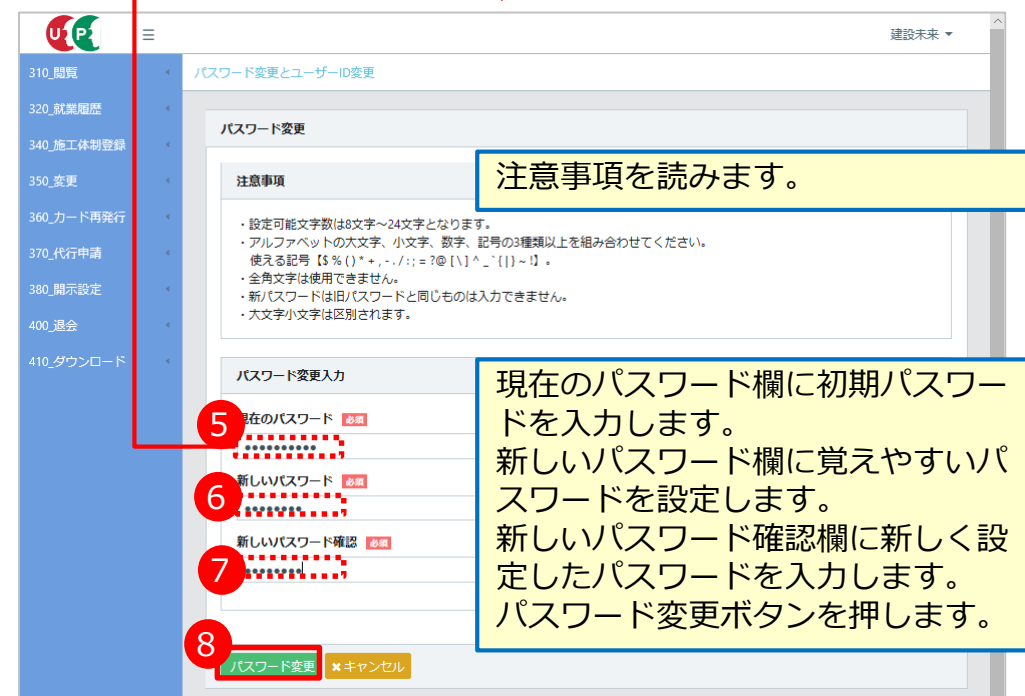 建設未来
310_閲覧
320_就業履歴
340_施工体制登録
350_変更
360_カード再発行
370_代行申請
380_開示設定
400_退会
410_ダウンロード
パスワード変更とユーザーID変更
パスワード変更
注意事項
注意事項を読みます。
・設定可能文字数は8文字～24文字となります。
・アルファベットの大文字、小文字、数字、記号の3種類以上を組み合わせてください。
使える記号【$ % ( ) * + , - . / : ; = ? @ [ \ ] ^ _ ` { | } ~ !】。
・全角文字は使用できません。
・新パスワードは旧パスワードと同じものは入力できません。
・大文字小文字は区別されます。
パスワード変更入力
5
現在のパスワード 必須
••••••••••
6
新しいパスワード 必須
••••••••
7
新しいパスワード確認 必須
••••••••
現在のパスワード欄に初期パスワー
ドを入力します。
新しいパスワード欄に覚えやすいパ
スワードを設定します。
新しいパスワード確認欄に新しく設
定したパスワードを入力します。
パスワード変更ボタンを押します。
8
パスワード変更
✖キャンセル